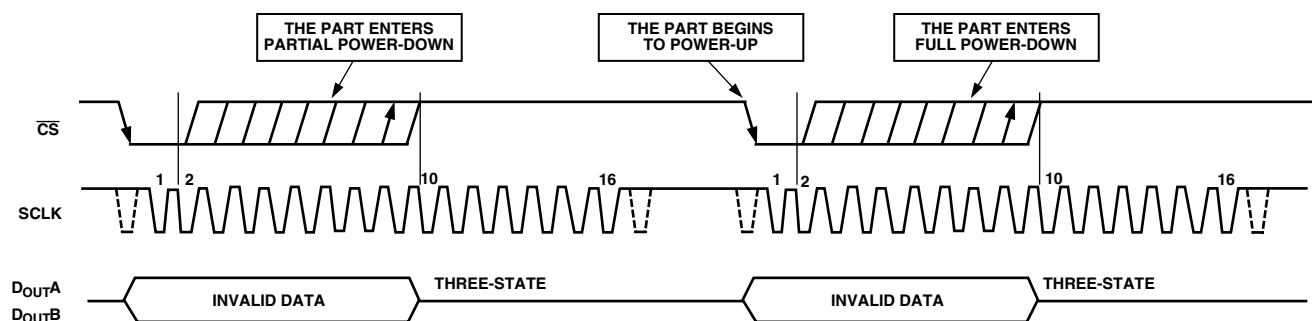 THE PART ENTERS
PARTIAL POWER-DOWN
THE PART BEGINS
TO POWER-UP
THE PART ENTERS
FULL POWER-DOWN
CS
SCLK
1 2 10 16 1 2 10 16
DOUTA
DOUTB
INVALID DATA
THREE-STATE
INVALID DATA
THREE-STATE